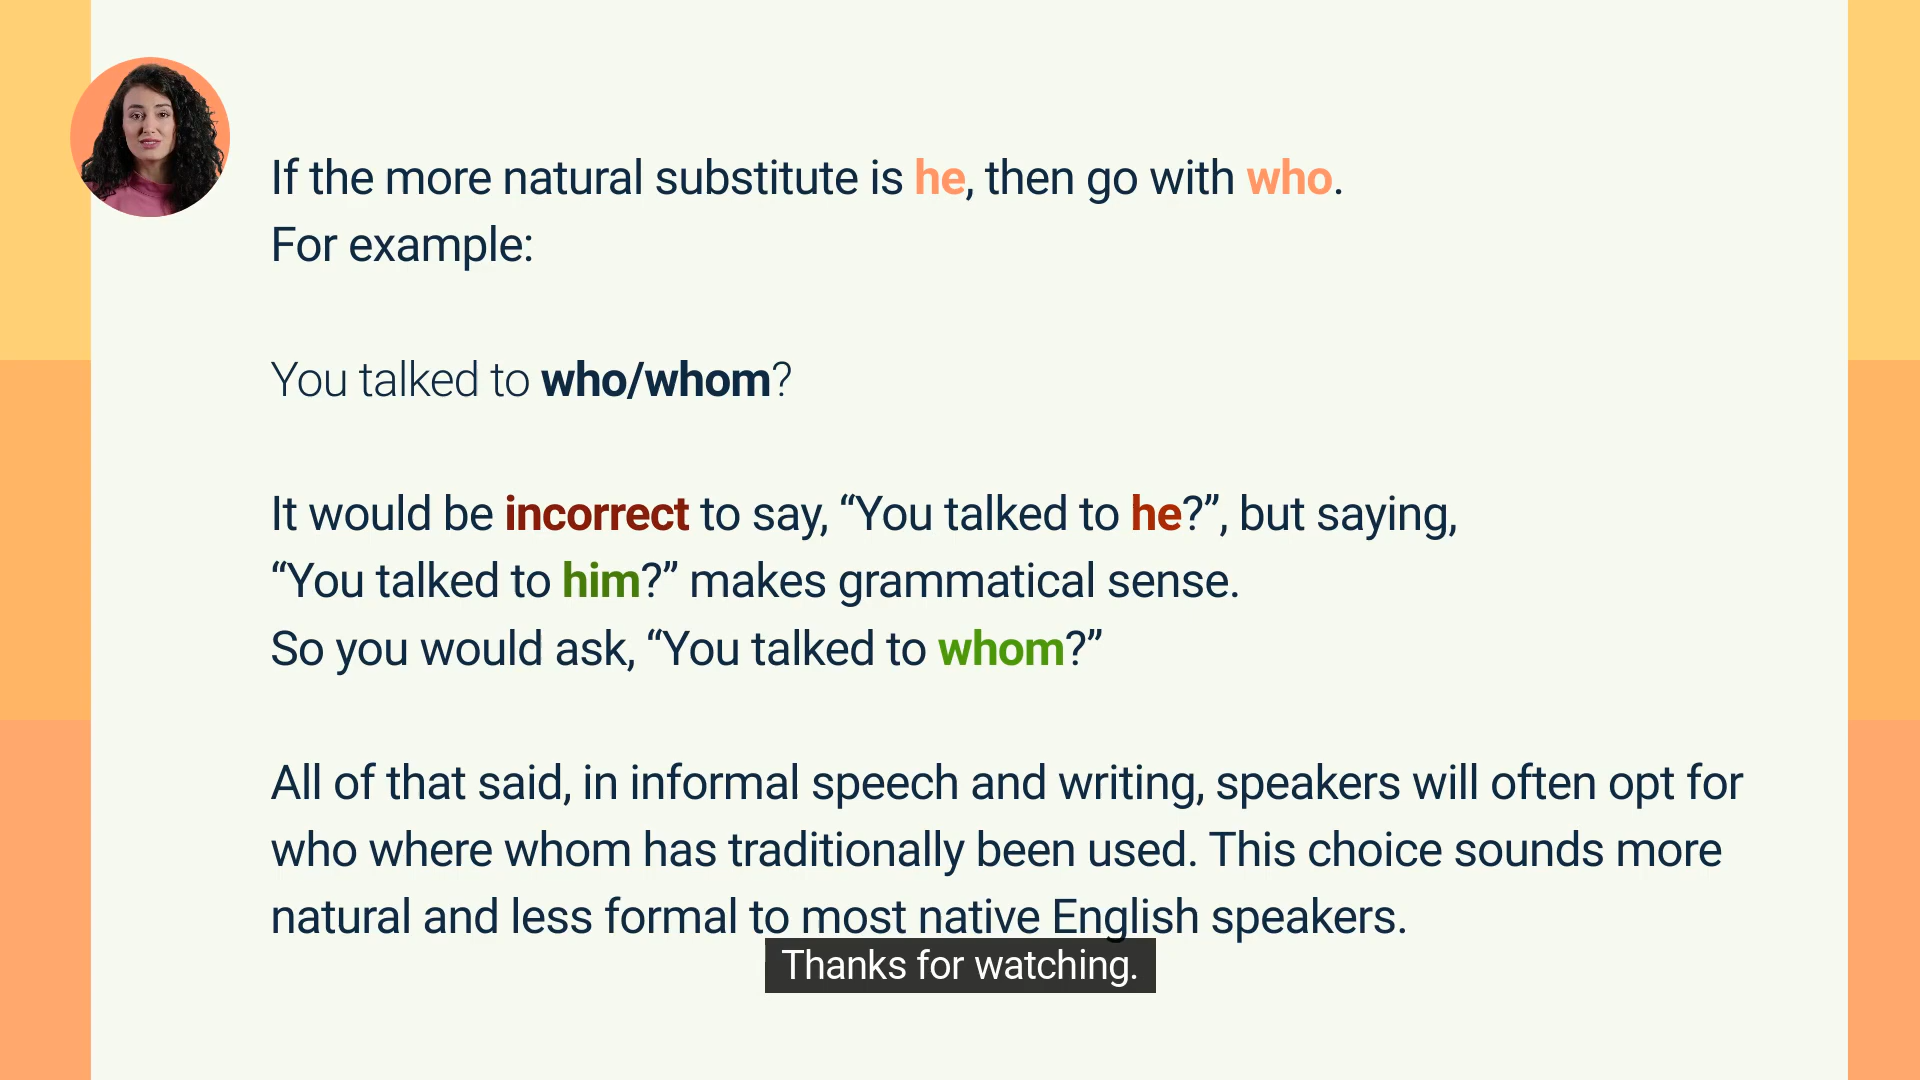 If the more natural substitute is he, then go with who.
For example:
You talked to who/whom?
It would be incorrect to say, “You talked to he?”, but saying,
“You talked to him?” makes grammatical sense.
So you would ask, “You talked to whom?”
All of that said, in informal speech and writing, speakers will often opt for
who where whom has traditionally been used. This choice sounds more
natural and less formal to most native English speakers.
Thanks for watching.